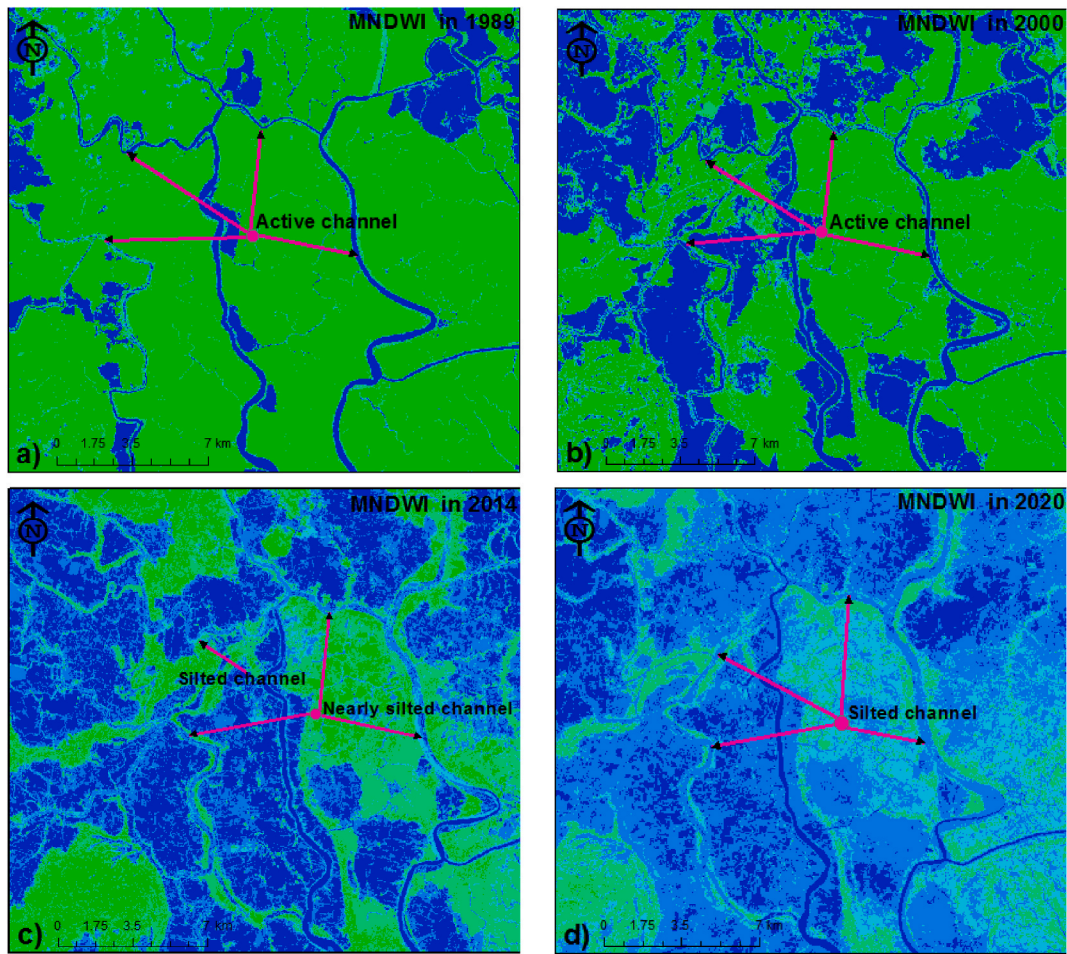 MNDWI in 1989
N
Active channel
0 1.75 3.5 7 km
a)
MNDWI in 2000
N
Active channel
0 1.75 3.5 7 km
b)
MNDWI in 2014
N
Silted channel
Nearly silted channel
0 1.75 3.5 7 km
c)
MNDWI in 2020
N
Silted channel
0 1.75 3.5 7 km
d)